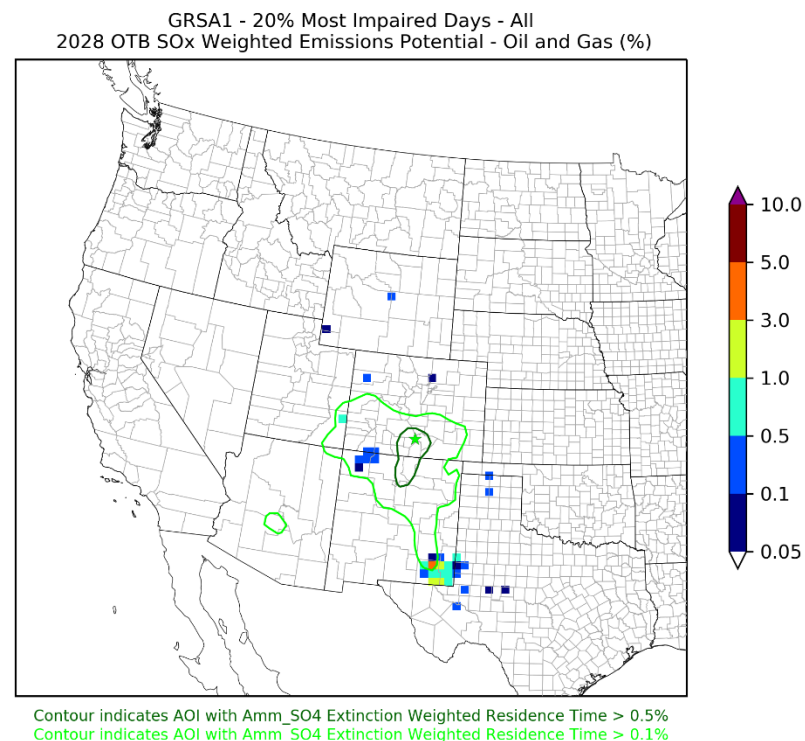 GRSA1 - 20% Most Impaired Days - All
2028 OTB SOx Weighted Emissions Potential - Oil and Gas (%)
10.0
5.0
3.0
1.0
0.5
0.1
0.05
Contour indicates AOI with Amm_SO4 Extinction Weighted Residence Time > 0.5%
Contour indicates AOI with Amm_SO4 Extinction Weighted Residence Time > 0.1%